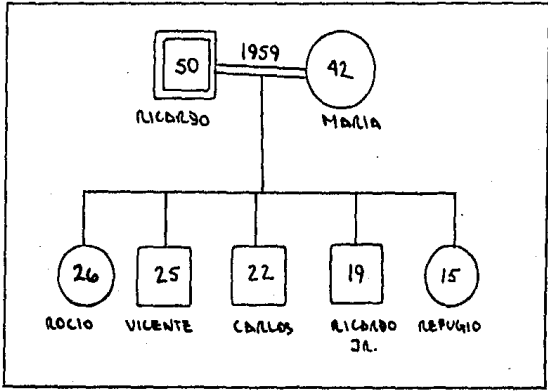 1959
50 42
RICARDO MARIA
26 25 22 19 15
ROCIO VICENTE CARLOS RICARDO REFUGIO
JR.